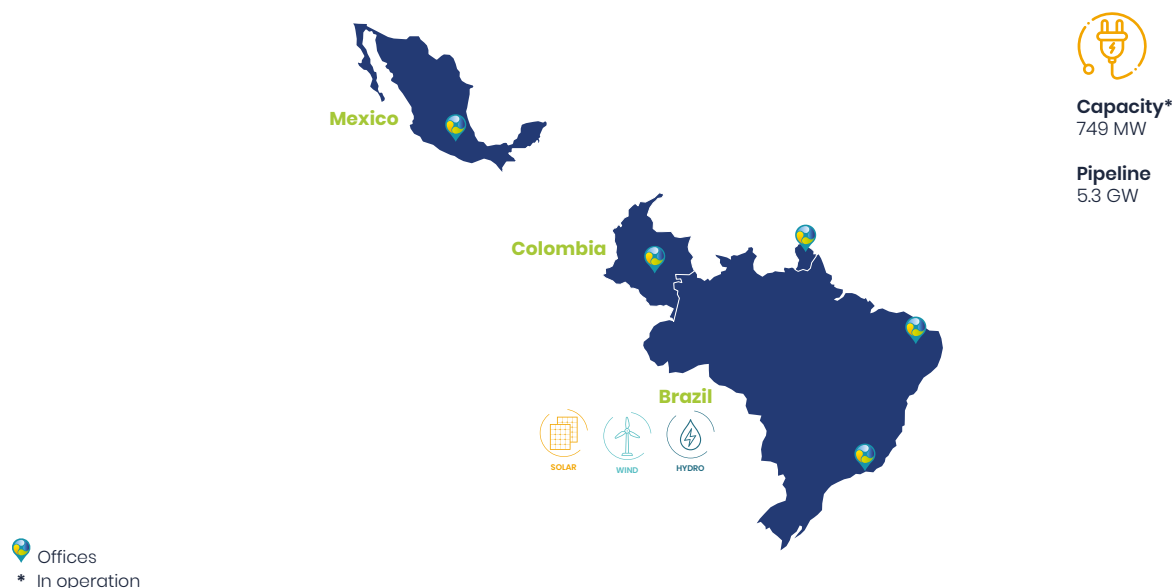 Capacity*
749 MW
Pipeline
5.3 GW
Mexico
Colombia
Brazil
SOLAR
WIND
HYDRO
Offices
* In operation